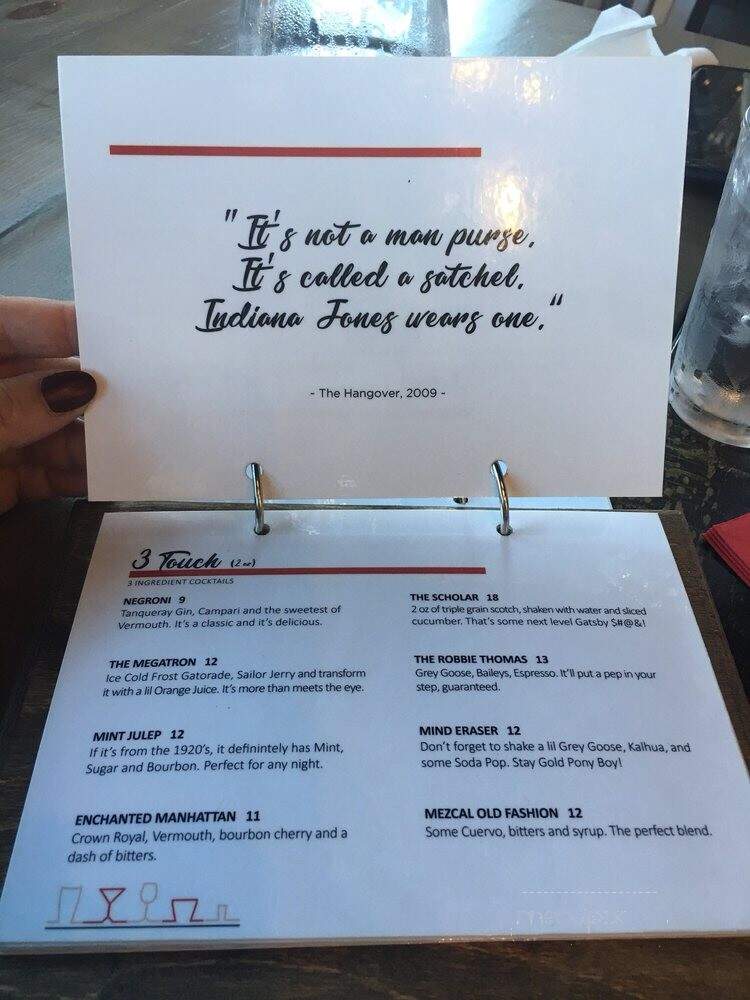 "It's not a man purse.
It's called a satchel.
Indiana Jones wears one."
- The Hangover, 2009 -
3 Touch (2 oz)
3 INGREDIENT COCKTAILS
NEGRONI 9
Tanqueray Gin, Campari and the sweetest of
Vermouth. It's a classic and it's delicious.
THE MEGATRON 12
Ice Cold Frost Gatorade, Sailor Jerry and transform
it with a lil Orange Juice. It's more than meets the eye.
MINT JULEP 12
If it's from the 1920's, it definintely has Mint,
Sugar and Bourbon. Perfect for any night.
ENCHANTED MANHATTAN 11
Crown Royal, Vermouth, bourbon cherry and a
dash of bitters.
THE SCHOLAR 18
2 oz of triple grain scotch, shaken with water and sliced
cucumber. That's some next level Gatsby $#@&!
THE ROBBIE THOMAS 13
Grey Goose, Baileys, Espresso. It'll put a pep in your
step, guaranteed.
MIND ERASER 12
Don't forget to shake a lil Grey Goose, Kalhua, and
some Soda Pop. Stay Gold Pony Boy!
MEZCAL OLD FASHION 12
Some Cuervo, bitters and syrup. The perfect blend.